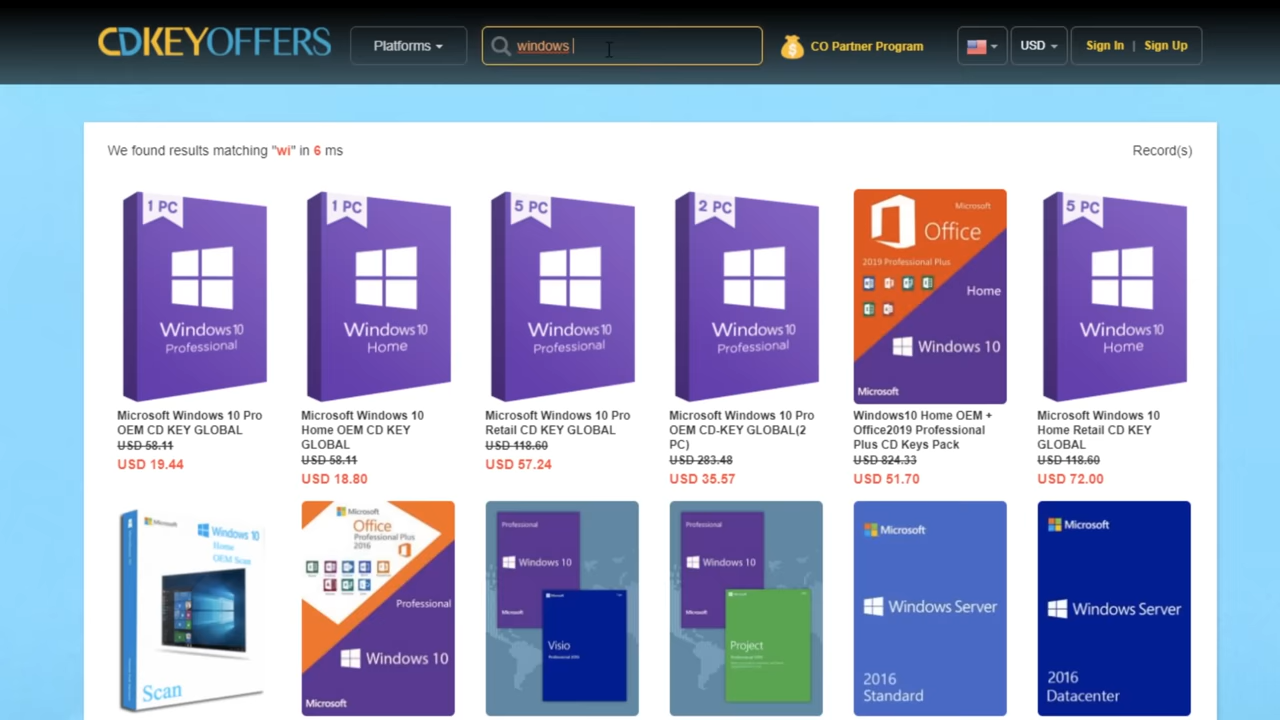 CDKEYOFFERS
Platforms
windows
$
CO Partner Program
USD
Sign In | Sign Up
We found results matching "wi" in 6 ms
Record(s)
1 PC
Windows 10
Professional
1 PC
Windows 10
Home
5 PC
Windows 10
Professional
2 PC
Windows 10
Professional
Microsoft
Office
2019 Professional Plus
Home
Windows 10
Microsoft
5 PC
Windows 10
Home
Microsoft Windows 10 Pro
OEM CD KEY GLOBAL
USD 58.11
USD 19.44
Microsoft Windows 10
Home OEM CD KEY
GLOBAL
USD 58.11
USD 18.80
Microsoft Windows 10 Pro
Retail CD KEY GLOBAL
USD 118.60
USD 57.24
Microsoft Windows 10 Pro
OEM CD-KEY GLOBAL(2
PC)
USD 283.48
USD 35.57
Windows10 Home OEM +
Office2019 Professional
Plus CD Keys Pack
USD 824.33
USD 51.70
Microsoft Windows 10
Home Retail CD KEY
GLOBAL
USD 118.60
USD 72.00
Microsoft
Windows 10
Home
OEM Scan
Scan
Microsoft
Office
Professional Plus
2016
Professional
Windows 10
Microsoft
Professional
Windows 10
Microsoft
Visio
Professional
Windows 10
Microsoft
Project
Microsoft
Windows Server
2016
Standard
Microsoft
Windows Server
2016
Datacenter